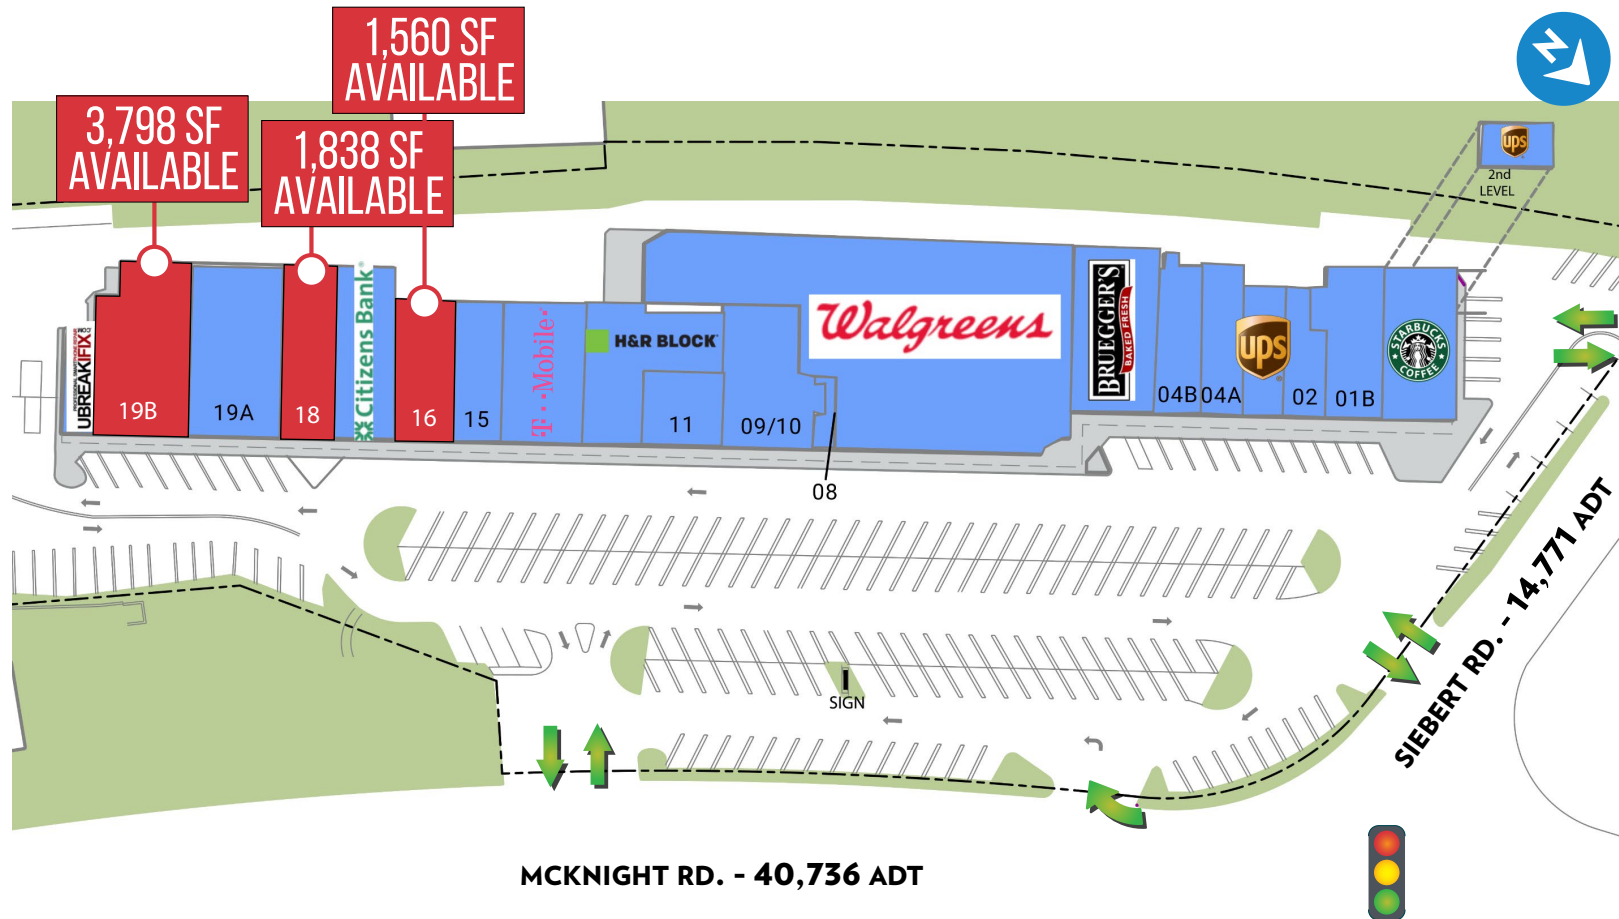 1,560 SF
AVAILABLE
3,798 SF
AVAILABLE
1,838 SF
AVAILABLE
N
ups
2nd
LEVEL
UBREAKIFIX
.COM
19B
19A
18
Citizens Bank
16
15
T··Mobile·
H&R BLOCK
11
09/10
08
Walgreens
BRUEGGER'S
BAKED FRESH
04B
04A
ups
02
01B
STARBUCKS
COFFEE
SIGN
SIEBERT RD. - 14,771 ADT
MCKNIGHT RD. - 40,736 ADT